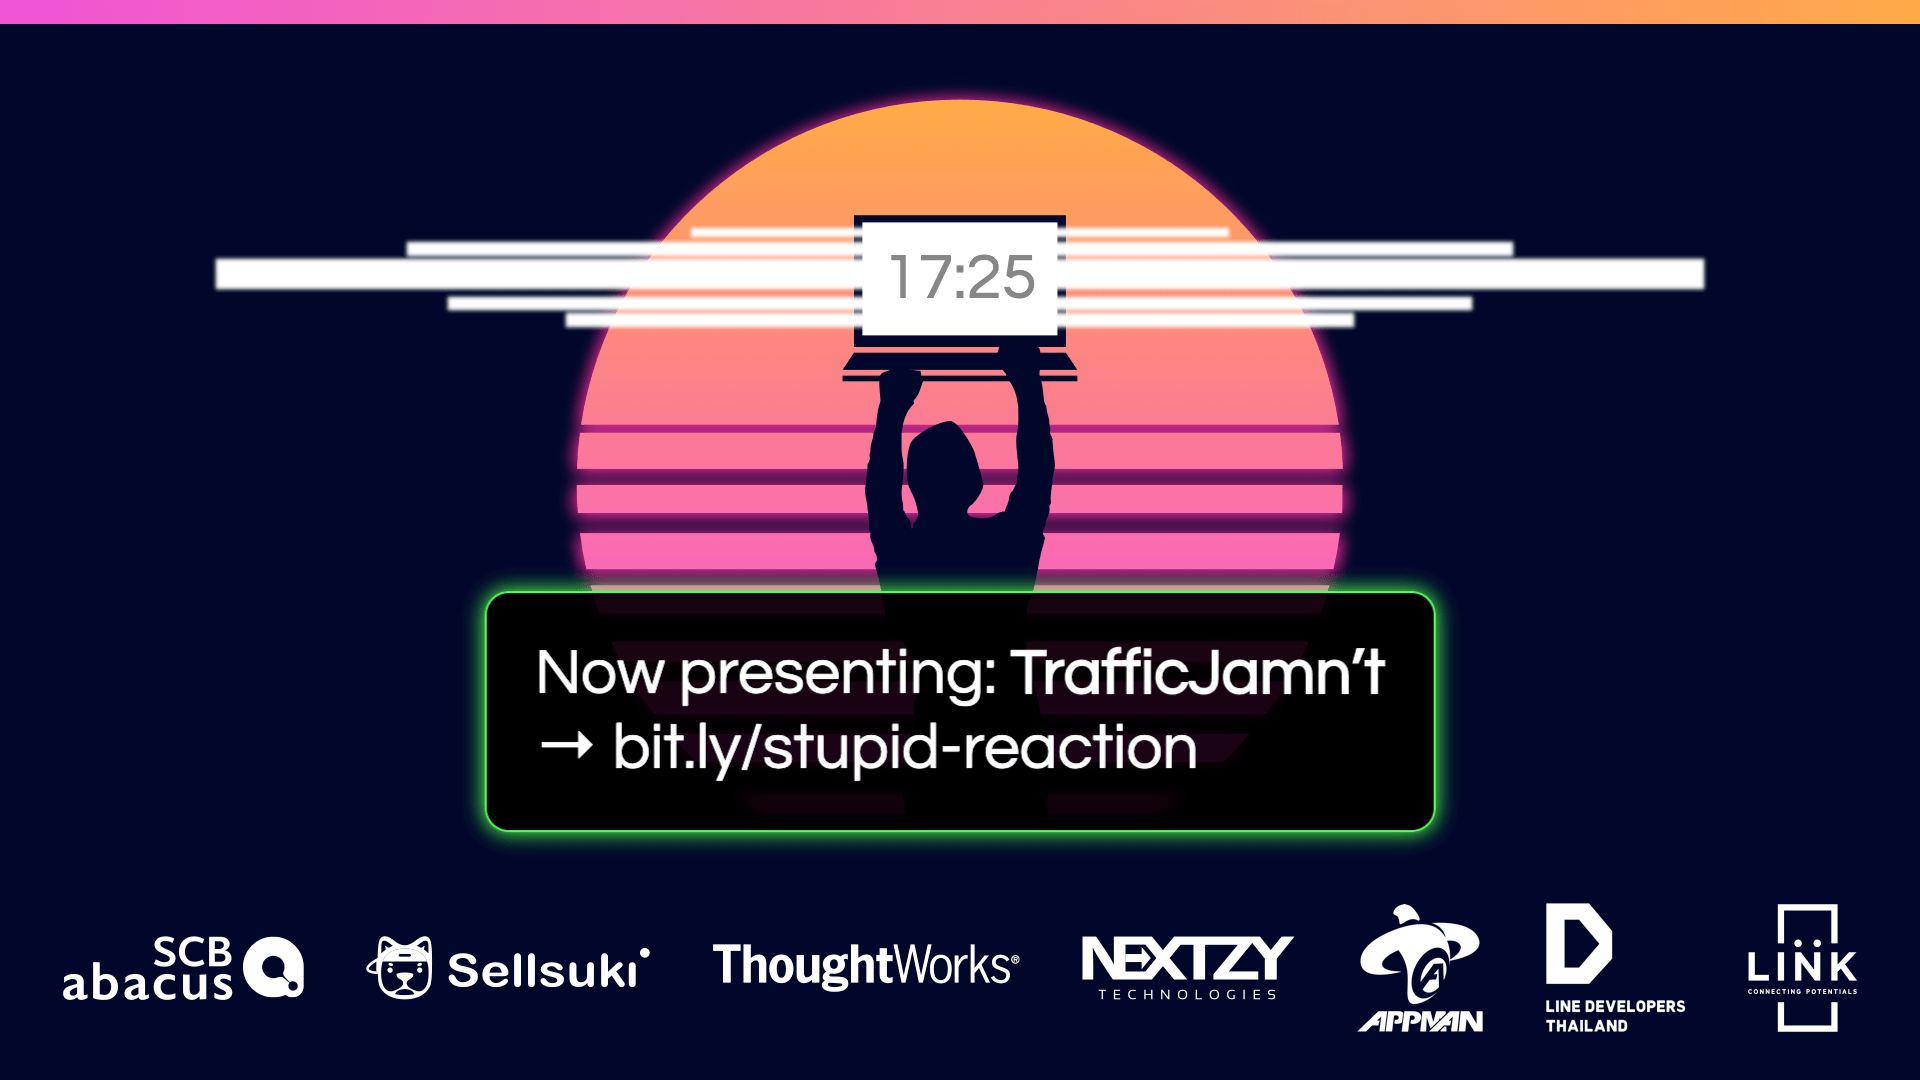 17:25
Now presenting: TrafficJamn’t
→ bit.ly/stupid-reaction
SCB
abacus
Sellsuki
ThoughtWorks®
NEXTZY
TECHNOLOGIES
APPMAN
LINE DEVELOPERS
THAILAND
LINK
CONNECTING POTENTIALS